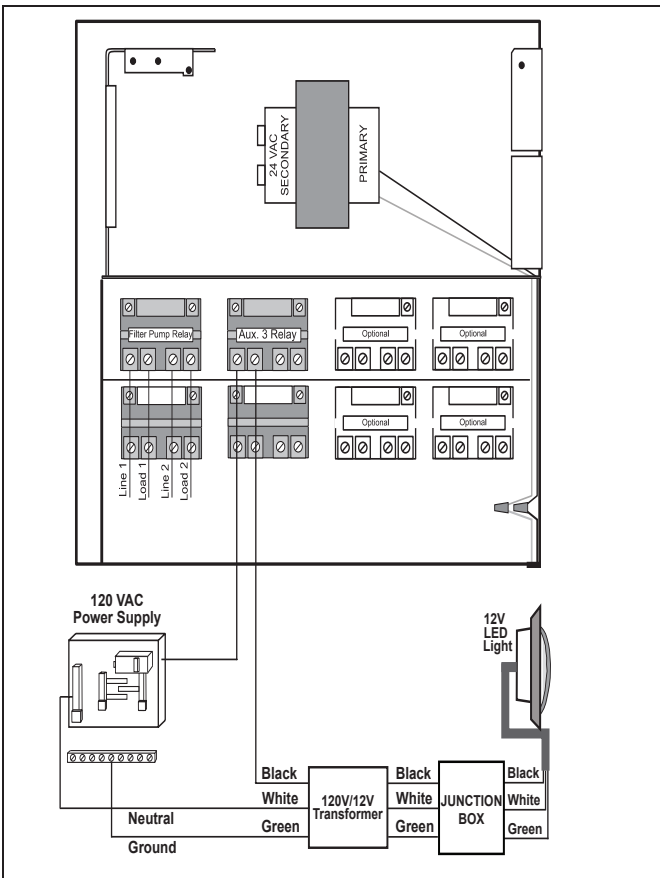 24 VAC
SECONDARY
PRIMARY
Filter Pump Relay
Aux. 3 Relay
Optional
Optional
Optional
Optional
Line 1
Load 1
Line 2
Load 2
120 VAC
Power Supply
12V
LED
Light
Black
Black
Black
White
120V/12V
Transformer
White
JUNCTION
BOX
White
Neutral
Green
Green
Green
Ground